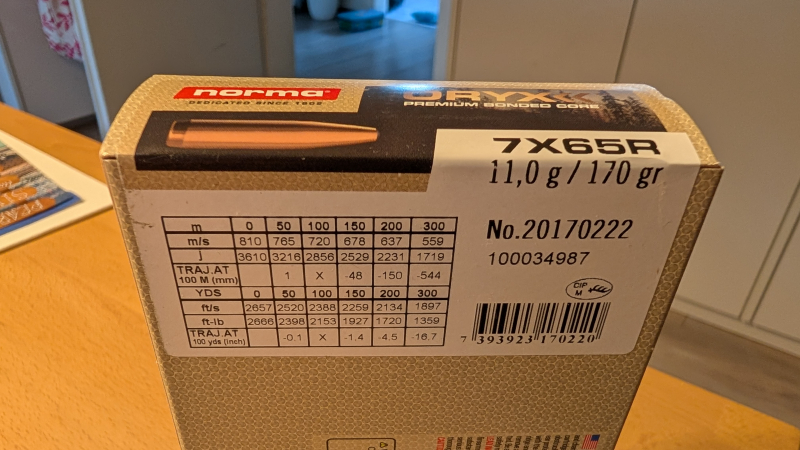 norma
DEDICATED SINCE 1902
ORYX
PREMIUM BONDED CORE
7X65R
11,0 g / 170 gr
m 0 50 100 150 200 300
m/s 810 765 720 678 637 559
j 3610 3216 2856 2529 2231 1719
TRAJ.AT 100 M (mm) 1 X -48 -150 -544
YDS 0 50 100 150 200 300
ft/s 2657 2520 2388 2259 2134 1897
ft-lb 2666 2398 2153 1927 1720 1359
TRAJ.AT 100 yds (inch) -0.1 X -1.4 -4.5 -16.7
No.20170222
100034987
CIP
M
7 393923 170220